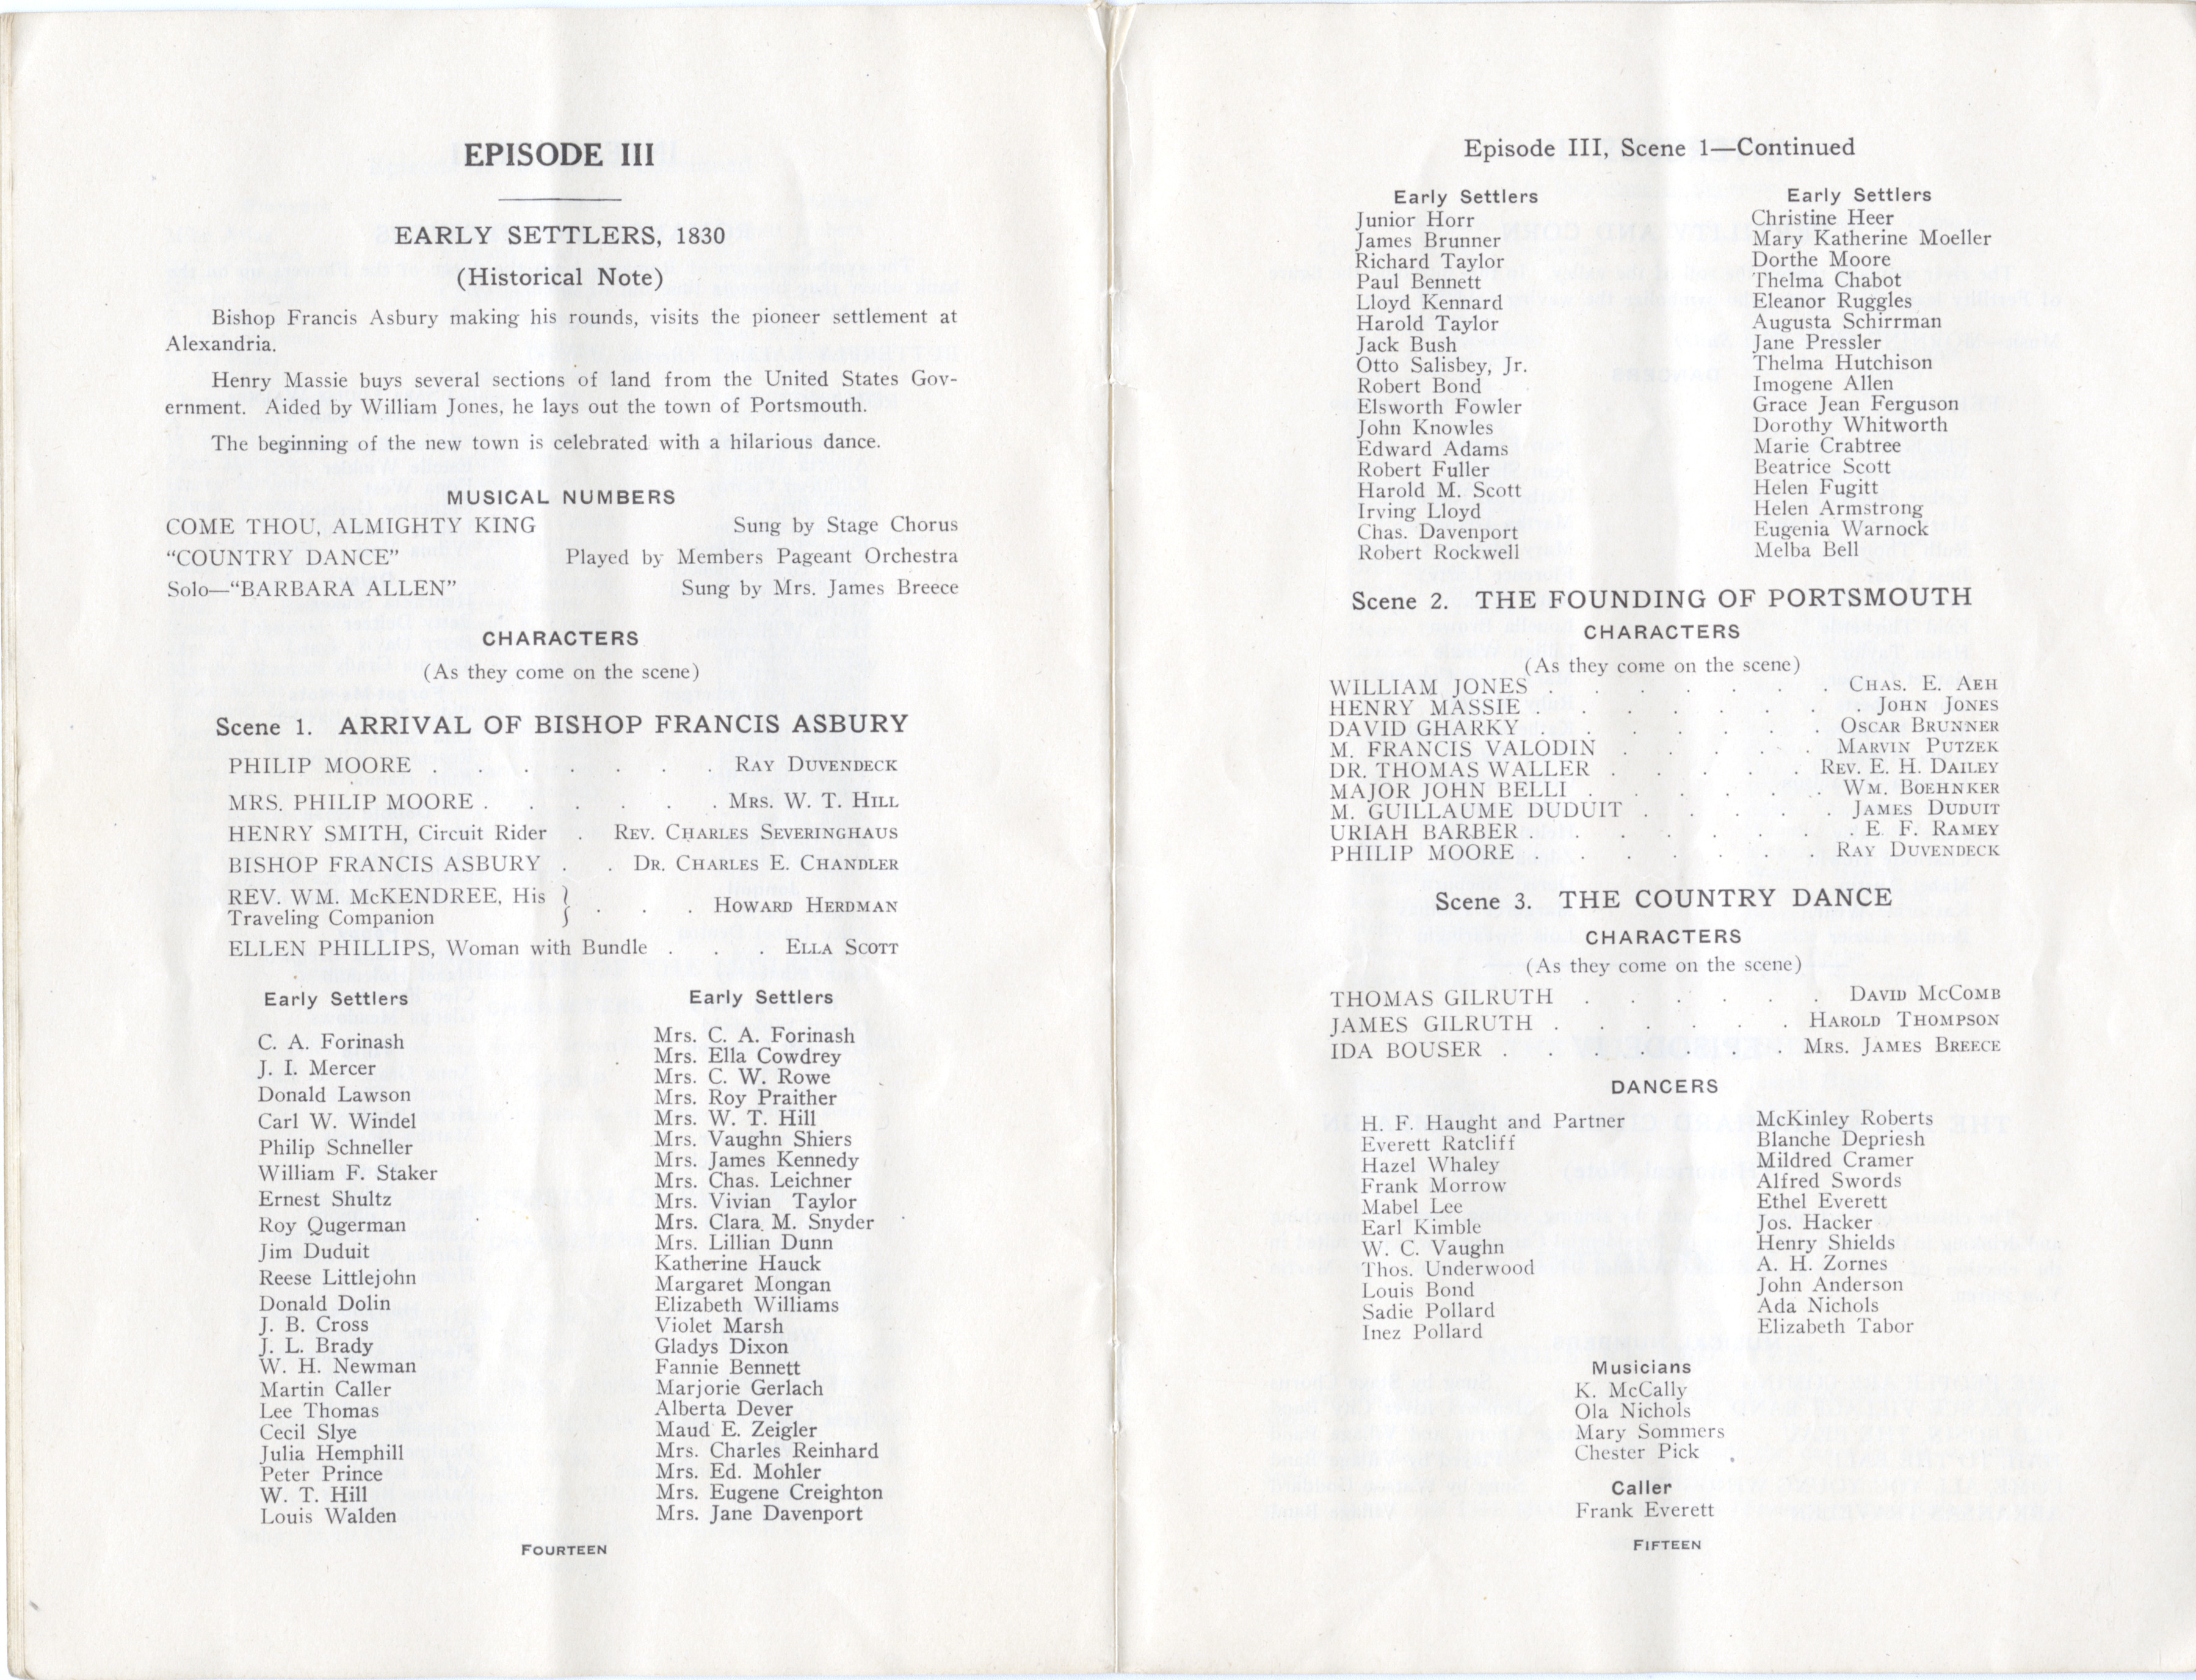 EPISODE III
EARLY SETTLERS, 1830
(Historical Note)
Bishop Francis Asbury making his rounds, visits the pioneer settlement at
Alexandria.
Henry Massie buys several sections of land from the United States Gov-
ernment. Aided by William Jones, he lays out the town of Portsmouth.
The beginning of the new town is celebrated with a hilarious dance.
MUSICAL NUMBERS
COME THOU, ALMIGHTY KING Sung by Stage Chorus
“COUNTRY DANCE” Played by Members Pageant Orchestra
Solo—“BARBARA ALLEN” Sung by Mrs. James Breece
CHARACTERS
(As they come on the scene)
Scene 1. ARRIVAL OF BISHOP FRANCIS ASBURY
PHILIP MOORE . . . . . . . RAY DUVENDECK
MRS. PHILIP MOORE . . . . . . MRS. W. T. HILL
HENRY SMITH, Circuit Rider . REV. CHARLES SEVERINGHAUS
BISHOP FRANCIS ASBURY . . DR. CHARLES E. CHANDLER
REV. WM. McKENDREE, His
Traveling Companion } . . . HOWARD HERDMAN
ELLEN PHILLIPS, Woman with Bundle . . . ELLA SCOTT
Early Settlers
C. A. Forinash
J. I. Mercer
Donald Lawson
Carl W. Windel
Philip Schneller
William F. Staker
Ernest Shultz
Roy Qugerman
Jim Duduit
Reese Littlejohn
Donald Dolin
J. B. Cross
J. L. Brady
W. H. Newman
Martin Caller
Lee Thomas
Cecil Slye
Julia Hemphill
Peter Prince
W. T. Hill
Louis Walden
Early Settlers
Mrs. C. A. Forinash
Mrs. Ella Cowdrey
Mrs. C. W. Rowe
Mrs. Roy Praither
Mrs. W. T. Hill
Mrs. Vaughn Shiers
Mrs. James Kennedy
Mrs. Chas. Leichner
Mrs. Vivian Taylor
Mrs. Clara M. Snyder
Mrs. Lillian Dunn
Katherine Hauck
Margaret Mongan
Elizabeth Williams
Violet Marsh
Gladys Dixon
Fannie Bennett
Marjorie Gerlach
Alberta Dever
Maud E. Zeigler
Mrs. Charles Reinhard
Mrs. Ed. Mohler
Mrs. Eugene Creighton
Mrs. Jane Davenport
FOURTEEN
Episode III, Scene 1—Continued
Early Settlers
Junior Horr
James Brunner
Richard Taylor
Paul Bennett
Lloyd Kennard
Harold Taylor
Jack Bush
Otto Salisbey, Jr.
Robert Bond
Elsworth Fowler
John Knowles
Edward Adams
Robert Fuller
Harold M. Scott
Irving Lloyd
Chas. Davenport
Robert Rockwell
Early Settlers
Christine Heer
Mary Katherine Moeller
Dorthe Moore
Thelma Chabot
Eleanor Ruggles
Augusta Schirrman
Jane Pressler
Thelma Hutchison
Imogene Allen
Grace Jean Ferguson
Dorothy Whitworth
Marie Crabtree
Beatrice Scott
Helen Fugitt
Helen Armstrong
Eugenia Warnock
Melba Bell
Scene 2. THE FOUNDING OF PORTSMOUTH
CHARACTERS
(As they come on the scene)
WILLIAM JONES . . . . . . . CHAS. E. AEH
HENRY MASSIE . . . . . . . . JOHN JONES
DAVID GHARKY . . . . . . . OSCAR BRUNNER
M. FRANCIS VALODIN . . . . . MARVIN PUTZEK
DR. THOMAS WALLER . . . . . REV. E. H. DAILEY
MAJOR JOHN BELLI . . . . . . WM. BOEHNKER
M. GUILLAUME DUDUIT . . . . . JAMES DUDUIT
URIAH BARBER . . . . . . . . E. F. RAMEY
PHILIP MOORE . . . . . . . RAY DUVENDECK
Scene 3. THE COUNTRY DANCE
CHARACTERS
(As they come on the scene)
THOMAS GILRUTH . . . . . . DAVID MCCOMB
JAMES GILRUTH . . . . . . HAROLD THOMPSON
IDA BOUSER . . . . . . . MRS. JAMES BREECE
DANCERS
H. F. Haught and Partner
Everett Ratcliff
Hazel Whaley
Frank Morrow
Mabel Lee
Earl Kimble
W. C. Vaughn
Thos. Underwood
Louis Bond
Sadie Pollard
Inez Pollard
McKinley Roberts
Blanche Depriesh
Mildred Cramer
Alfred Swords
Ethel Everett
Jos. Hacker
Henry Shields
A. H. Zornes
John Anderson
Ada Nichols
Elizabeth Tabor
Musicians
K. McCally
Ola Nichols
Mary Sommers
Chester Pick
Caller
Frank Everett
FIFTEEN